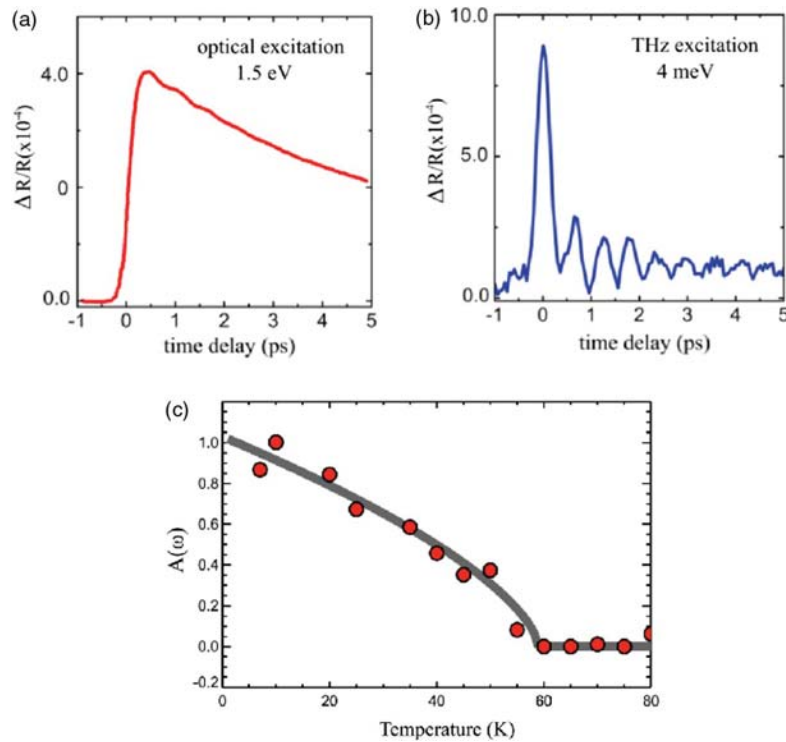 (a)
optical excitation
1.5 eV
ΔR/R(x10⁻⁴)
4.0
0
0.0
-1 0 1 2 3 4 5
time delay (ps)
(b)
THz excitation
4 meV
ΔR/R(x10⁻⁴)
10.0
5.0
0.0
-1 0 1 2 3 4 5
time delay (ps)
(c)
A(ω)
1.0
0.8
0.6
0.4
0.2
0.0
-0.2
0 20 40 60 80
Temperature (K)